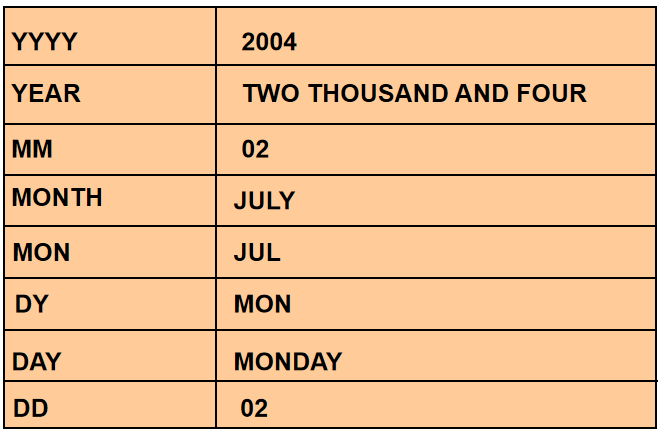 YYYY 2004
YEAR TWO THOUSAND AND FOUR
MM 02
MONTH JULY
MON JUL
DY MON
DAY MONDAY
DD 02